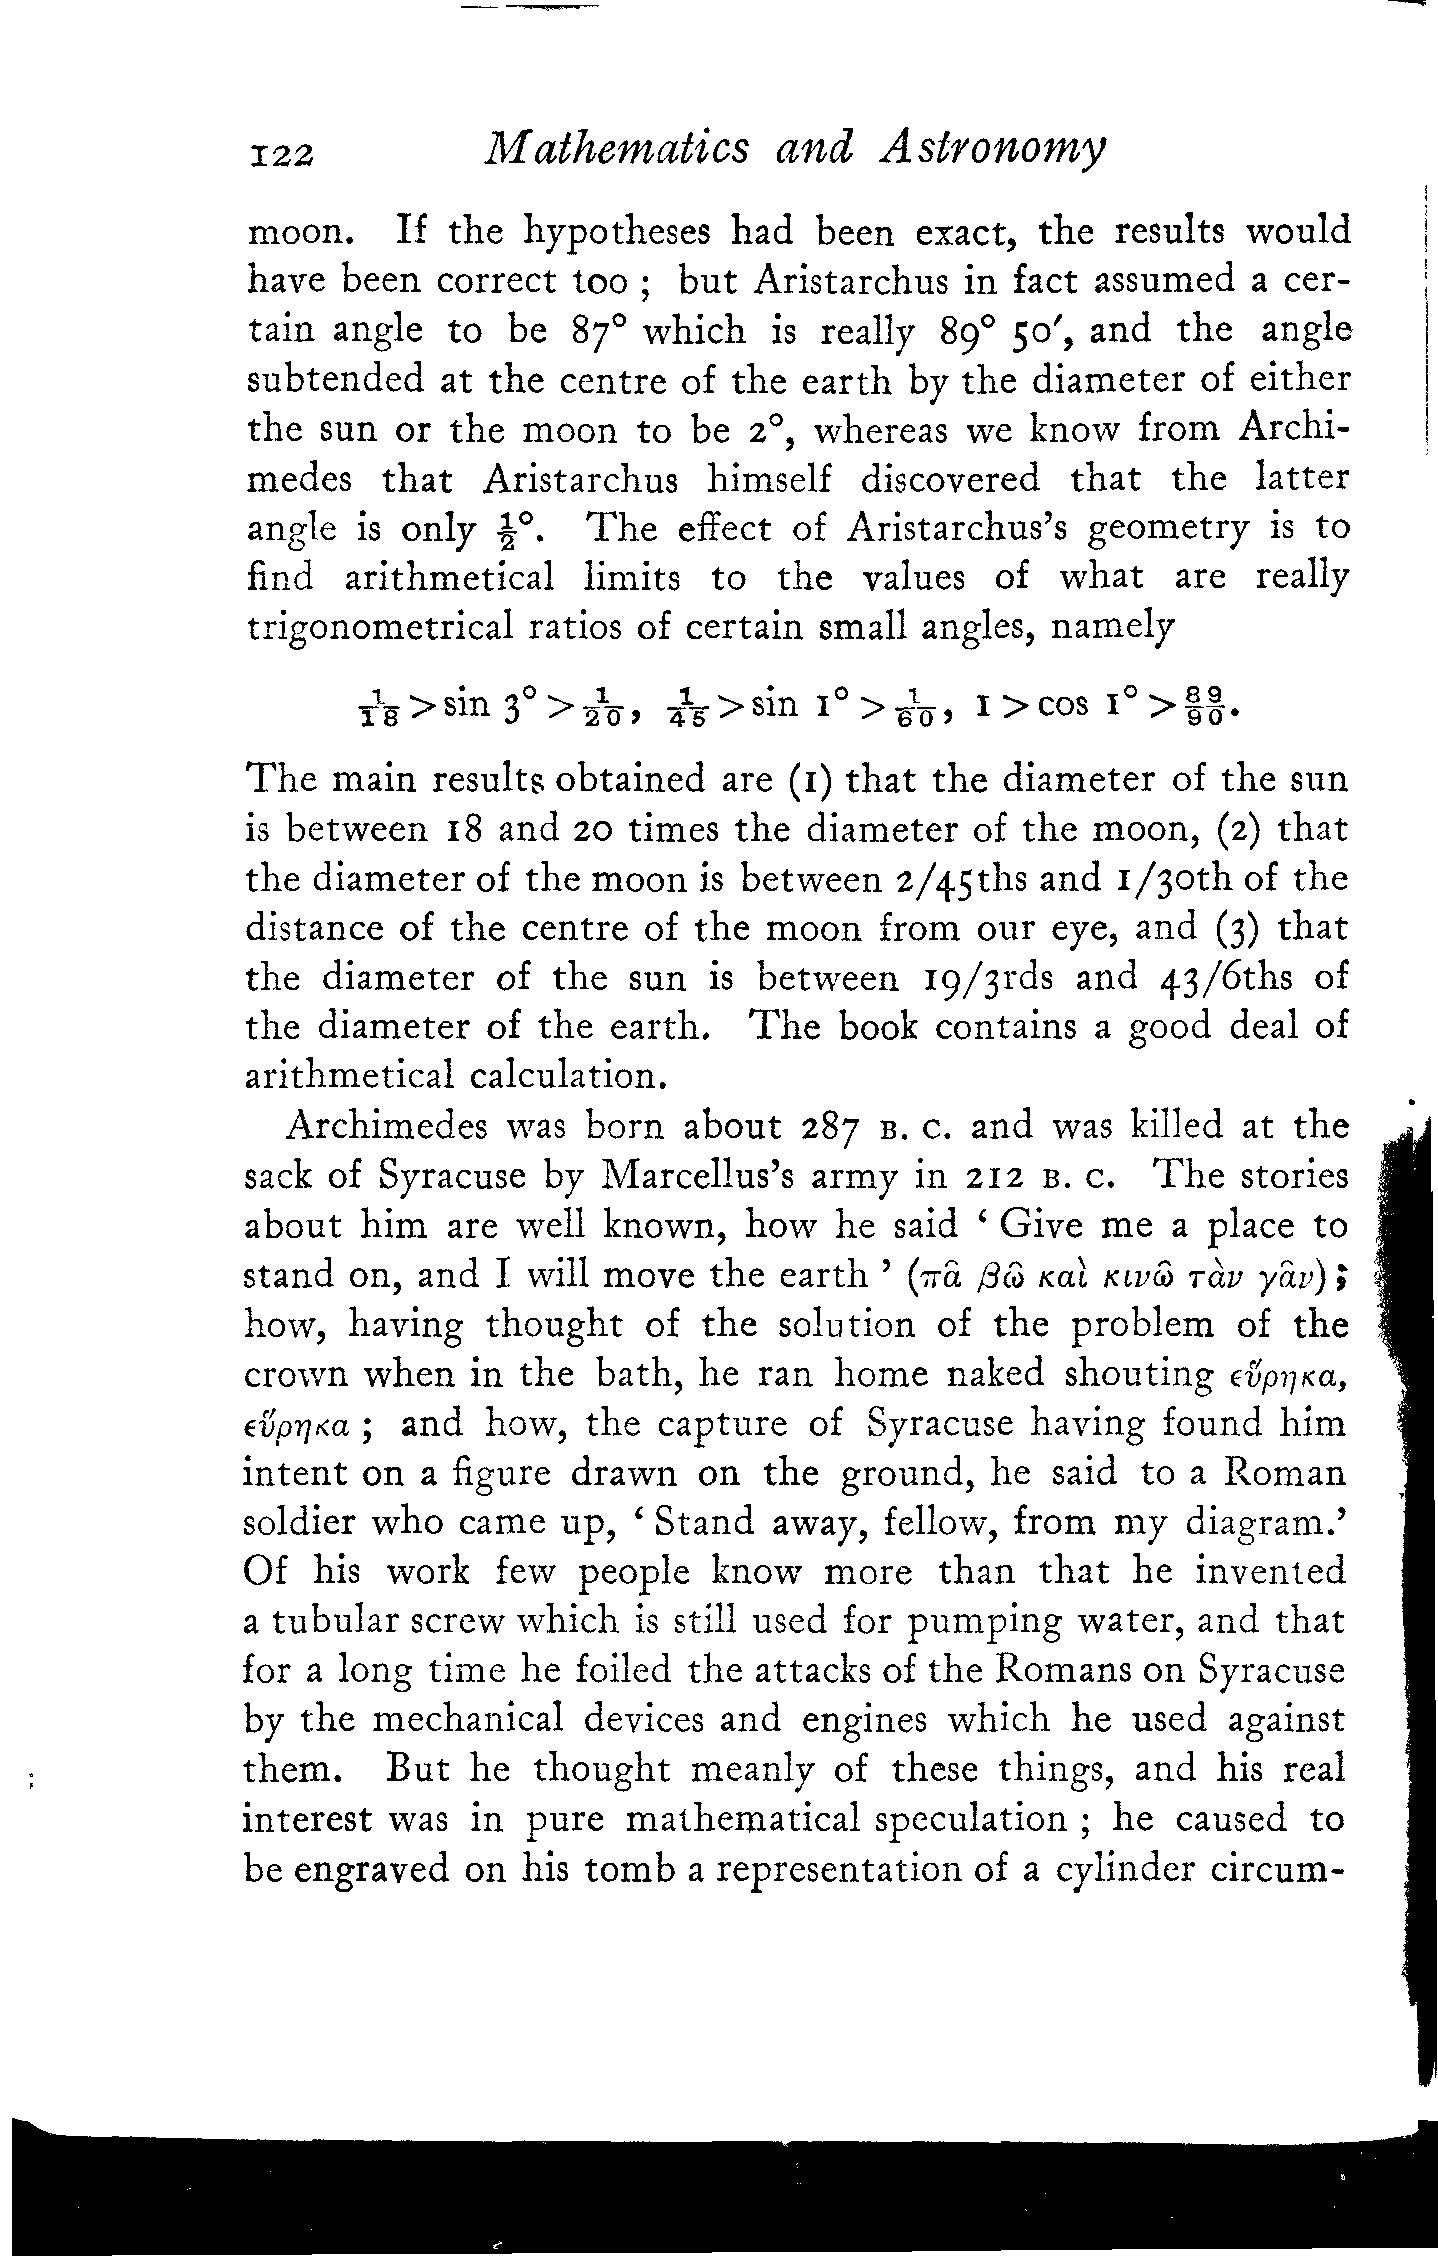 122 Mathematics and Astronomy
moon. If the hypotheses had been exact, the results would
have been correct too ; but Aristarchus in fact assumed a cer-
tain angle to be 87° which is really 89° 50′, and the angle
subtended at the centre of the earth by the diameter of either
the sun or the moon to be 2°, whereas we know from Archi-
medes that Aristarchus himself discovered that the latter
angle is only ½°. The effect of Aristarchus's geometry is to
find arithmetical limits to the values of what are really
trigonometrical ratios of certain small angles, namely
1/18 > sin 3° > 1/20, 1/45 > sin 1° > 1/60, 1 > cos 1° > 89/90.
The main results obtained are (1) that the diameter of the sun
is between 18 and 20 times the diameter of the moon, (2) that
the diameter of the moon is between 2/45ths and 1/30th of the
distance of the centre of the moon from our eye, and (3) that
the diameter of the sun is between 19/3rds and 43/6ths of
the diameter of the earth. The book contains a good deal of
arithmetical calculation.
Archimedes was born about 287 B. C. and was killed at the
sack of Syracuse by Marcellus's army in 212 B. C. The stories
about him are well known, how he said ‘ Give me a place to
stand on, and I will move the earth ’ (πᾶ βῶ καὶ κινῶ τὰν γᾶν) ;
how, having thought of the solution of the problem of the
crown when in the bath, he ran home naked shouting εὕρηκα,
εὕρηκα ; and how, the capture of Syracuse having found him
intent on a figure drawn on the ground, he said to a Roman
soldier who came up, ‘ Stand away, fellow, from my diagram.’
Of his work few people know more than that he invented
a tubular screw which is still used for pumping water, and that
for a long time he foiled the attacks of the Romans on Syracuse
by the mechanical devices and engines which he used against
them. But he thought meanly of these things, and his real
interest was in pure mathematical speculation ; he caused to
be engraved on his tomb a representation of a cylinder circum-